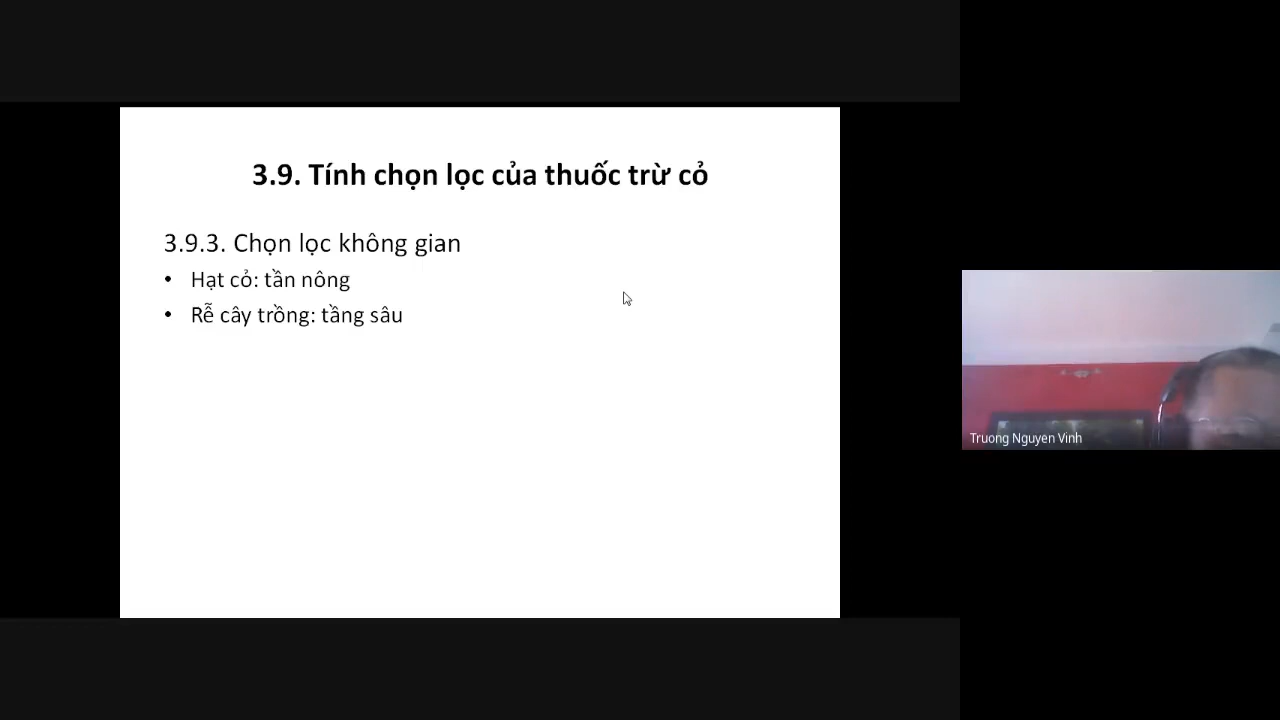 3.9. Tính chọn lọc của thuốc trừ cỏ
3.9.3. Chọn lọc không gian
• Hạt cỏ: tần nông
• Rễ cây trồng: tầng sâu
Truong Nguyen Vinh